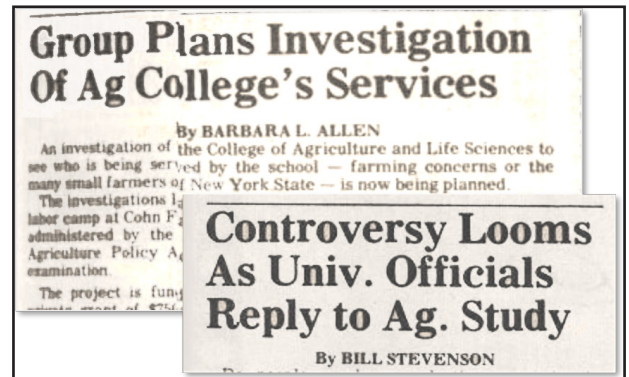 Group Plans Investigation
Of Ag College's Services
By BARBARA L. ALLEN
An investigation of the College of Agriculture and Life Sciences to
see who is being served by the school — farming concerns or the
many small farmers of New York State — is now being planned.
The investigations
labor camp at Cohn
administered by the
Agriculture Policy
examination.
The project is
Controversy Looms
As Univ. Officials
Reply to Ag. Study
By BILL STEVENSON